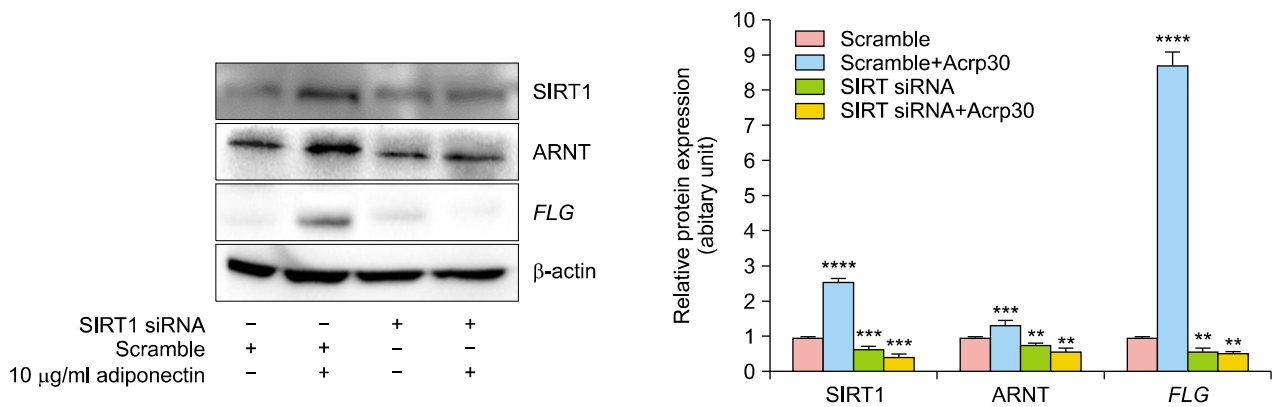 SIRT1
ARNT
FLG
β-actin
SIRT1 siRNA – – + +
Scramble + + – –
10 μg/ml adiponectin – + – +
Relative protein expression
(abitary unit)
10
9
8
7
6
5
4
3
2
1
0
Scramble
Scramble+Acrp30
SIRT siRNA
SIRT siRNA+Acrp30
**** *** ***
*** ** **
**** ** **
SIRT1 ARNT FLG